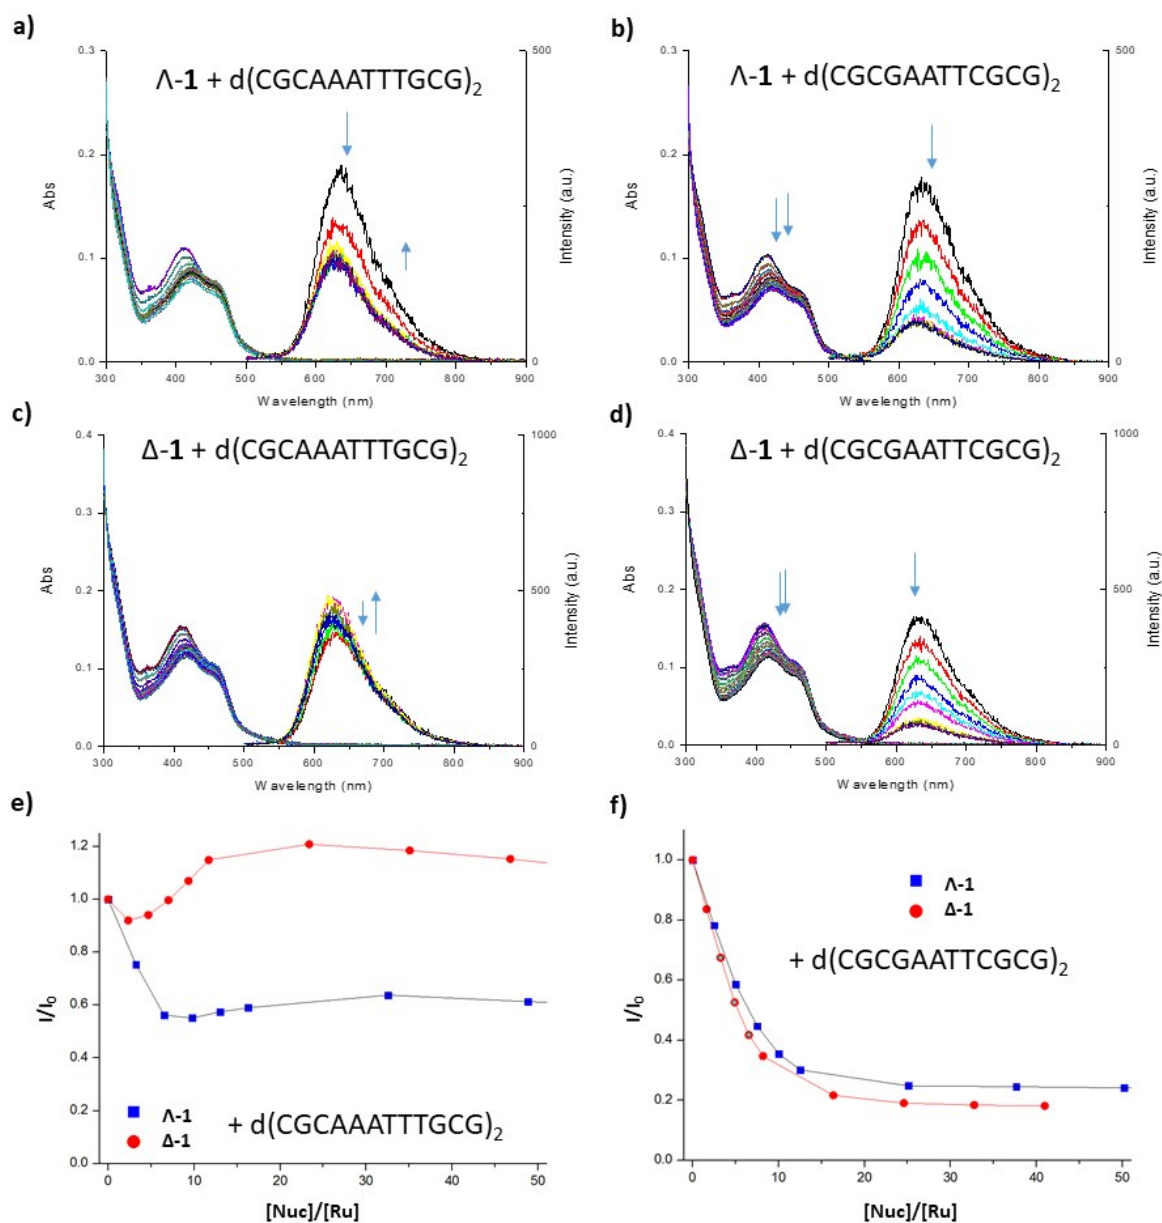 a)
Λ-1 + d(CGCAAATTTGCG)2
0.3
0.2
0.1
0.0
Abs
500
0
Intensity (a.u.)
300 400 500 600 700 800 900
Wavelength (nm)
b)
Λ-1 + d(CGCGAATTCGCG)2
0.3
0.2
0.1
0.0
Abs
500
0
Intensity (a.u.)
300 400 500 600 700 800 900
Wavelength (nm)
c)
Δ-1 + d(CGCAAATTTGCG)2
0.4
0.3
0.2
0.1
0.0
Abs
1000
500
0
Intensity (a.u.)
300 400 500 600 700 800 900
Wavelength (nm)
d)
Δ-1 + d(CGCGAATTCGCG)2
0.4
0.3
0.2
0.1
0.0
Abs
1000
500
0
Intensity (a.u.)
300 400 500 600 700 800 900
Wavelength (nm)
e)
1.2
1.0
0.8
0.6
0.4
0.2
0.0
I/I0
Λ-1
Δ-1
+ d(CGCAAATTTGCG)2
0 10 20 30 40 50
[Nuc]/[Ru]
f)
1.0
0.8
0.6
0.4
0.2
0.0
I/I0
Λ-1
Δ-1
+ d(CGCGAATTCGCG)2
0 10 20 30 40 50
[Nuc]/[Ru]